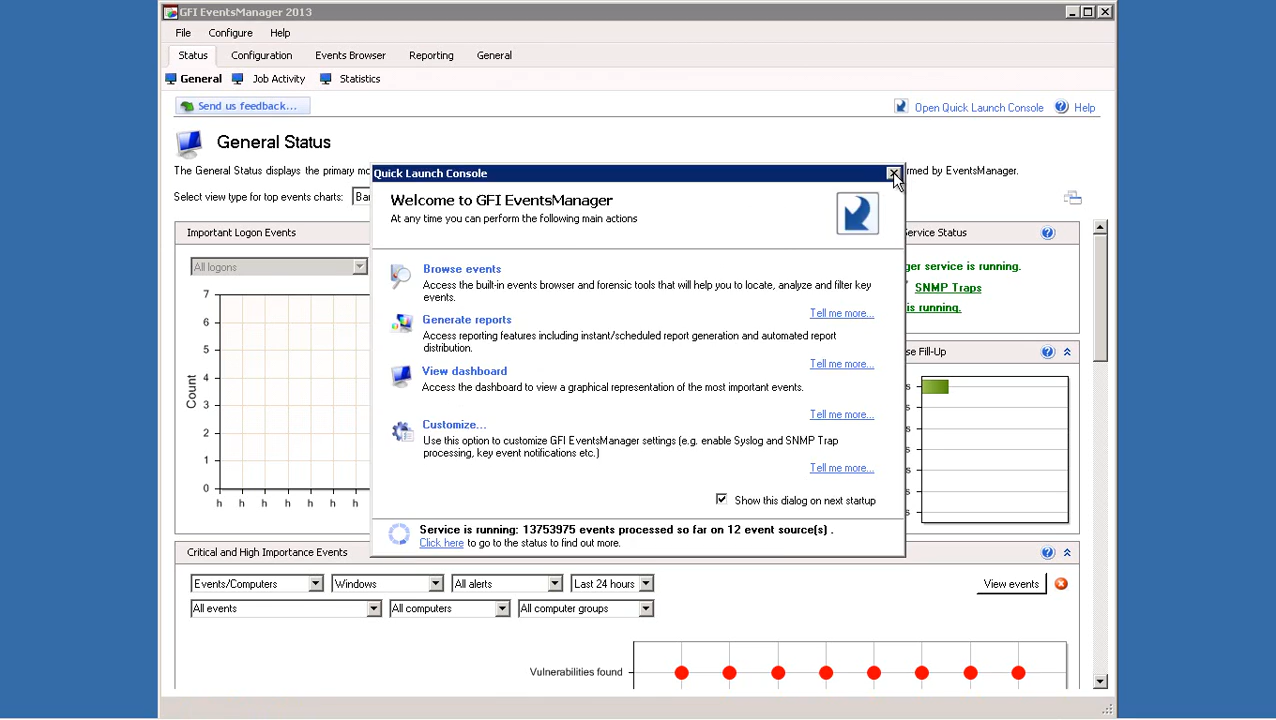 GFI EventsManager 2013
File Configure Help
Status Configuration Events Browser Reporting General
General Job Activity Statistics
Send us feedback... Open Quick Launch Console Help
General Status
The General Status displays the primary mo rmed by EventsManager.
Select view type for top events charts: Ba
Quick Launch Console
Welcome to GFI EventsManager
At any time you can perform the following main actions
Browse events
Access the built-in events browser and forensic tools that will help you to locate, analyze and filter key
events.
Tell me more...
Generate reports
Access reporting features including instant/scheduled report generation and automated report
distribution.
Tell me more...
View dashboard
Access the dashboard to view a graphical representation of the most important events.
Tell me more...
Customize...
Use this option to customize GFI EventsManager settings (e.g. enable Syslog and SNMP Trap
processing, key event notifications etc.)
Tell me more...
Show this dialog on next startup
Service is running: 13753975 events processed so far on 12 event source(s) .
Click here to go to the status to find out more.
Important Logon Events
All logons
7
6
5
4
3
2
1
0
Count
h h h h h h
Service Status
ger service is running.
SNMP Traps
is running.
se Fill-Up
s
s
s
s
s
s
s
Critical and High Importance Events
Events/Computers Windows All alerts Last 24 hours View events
All events All computers All computer groups
Vulnerabilities found